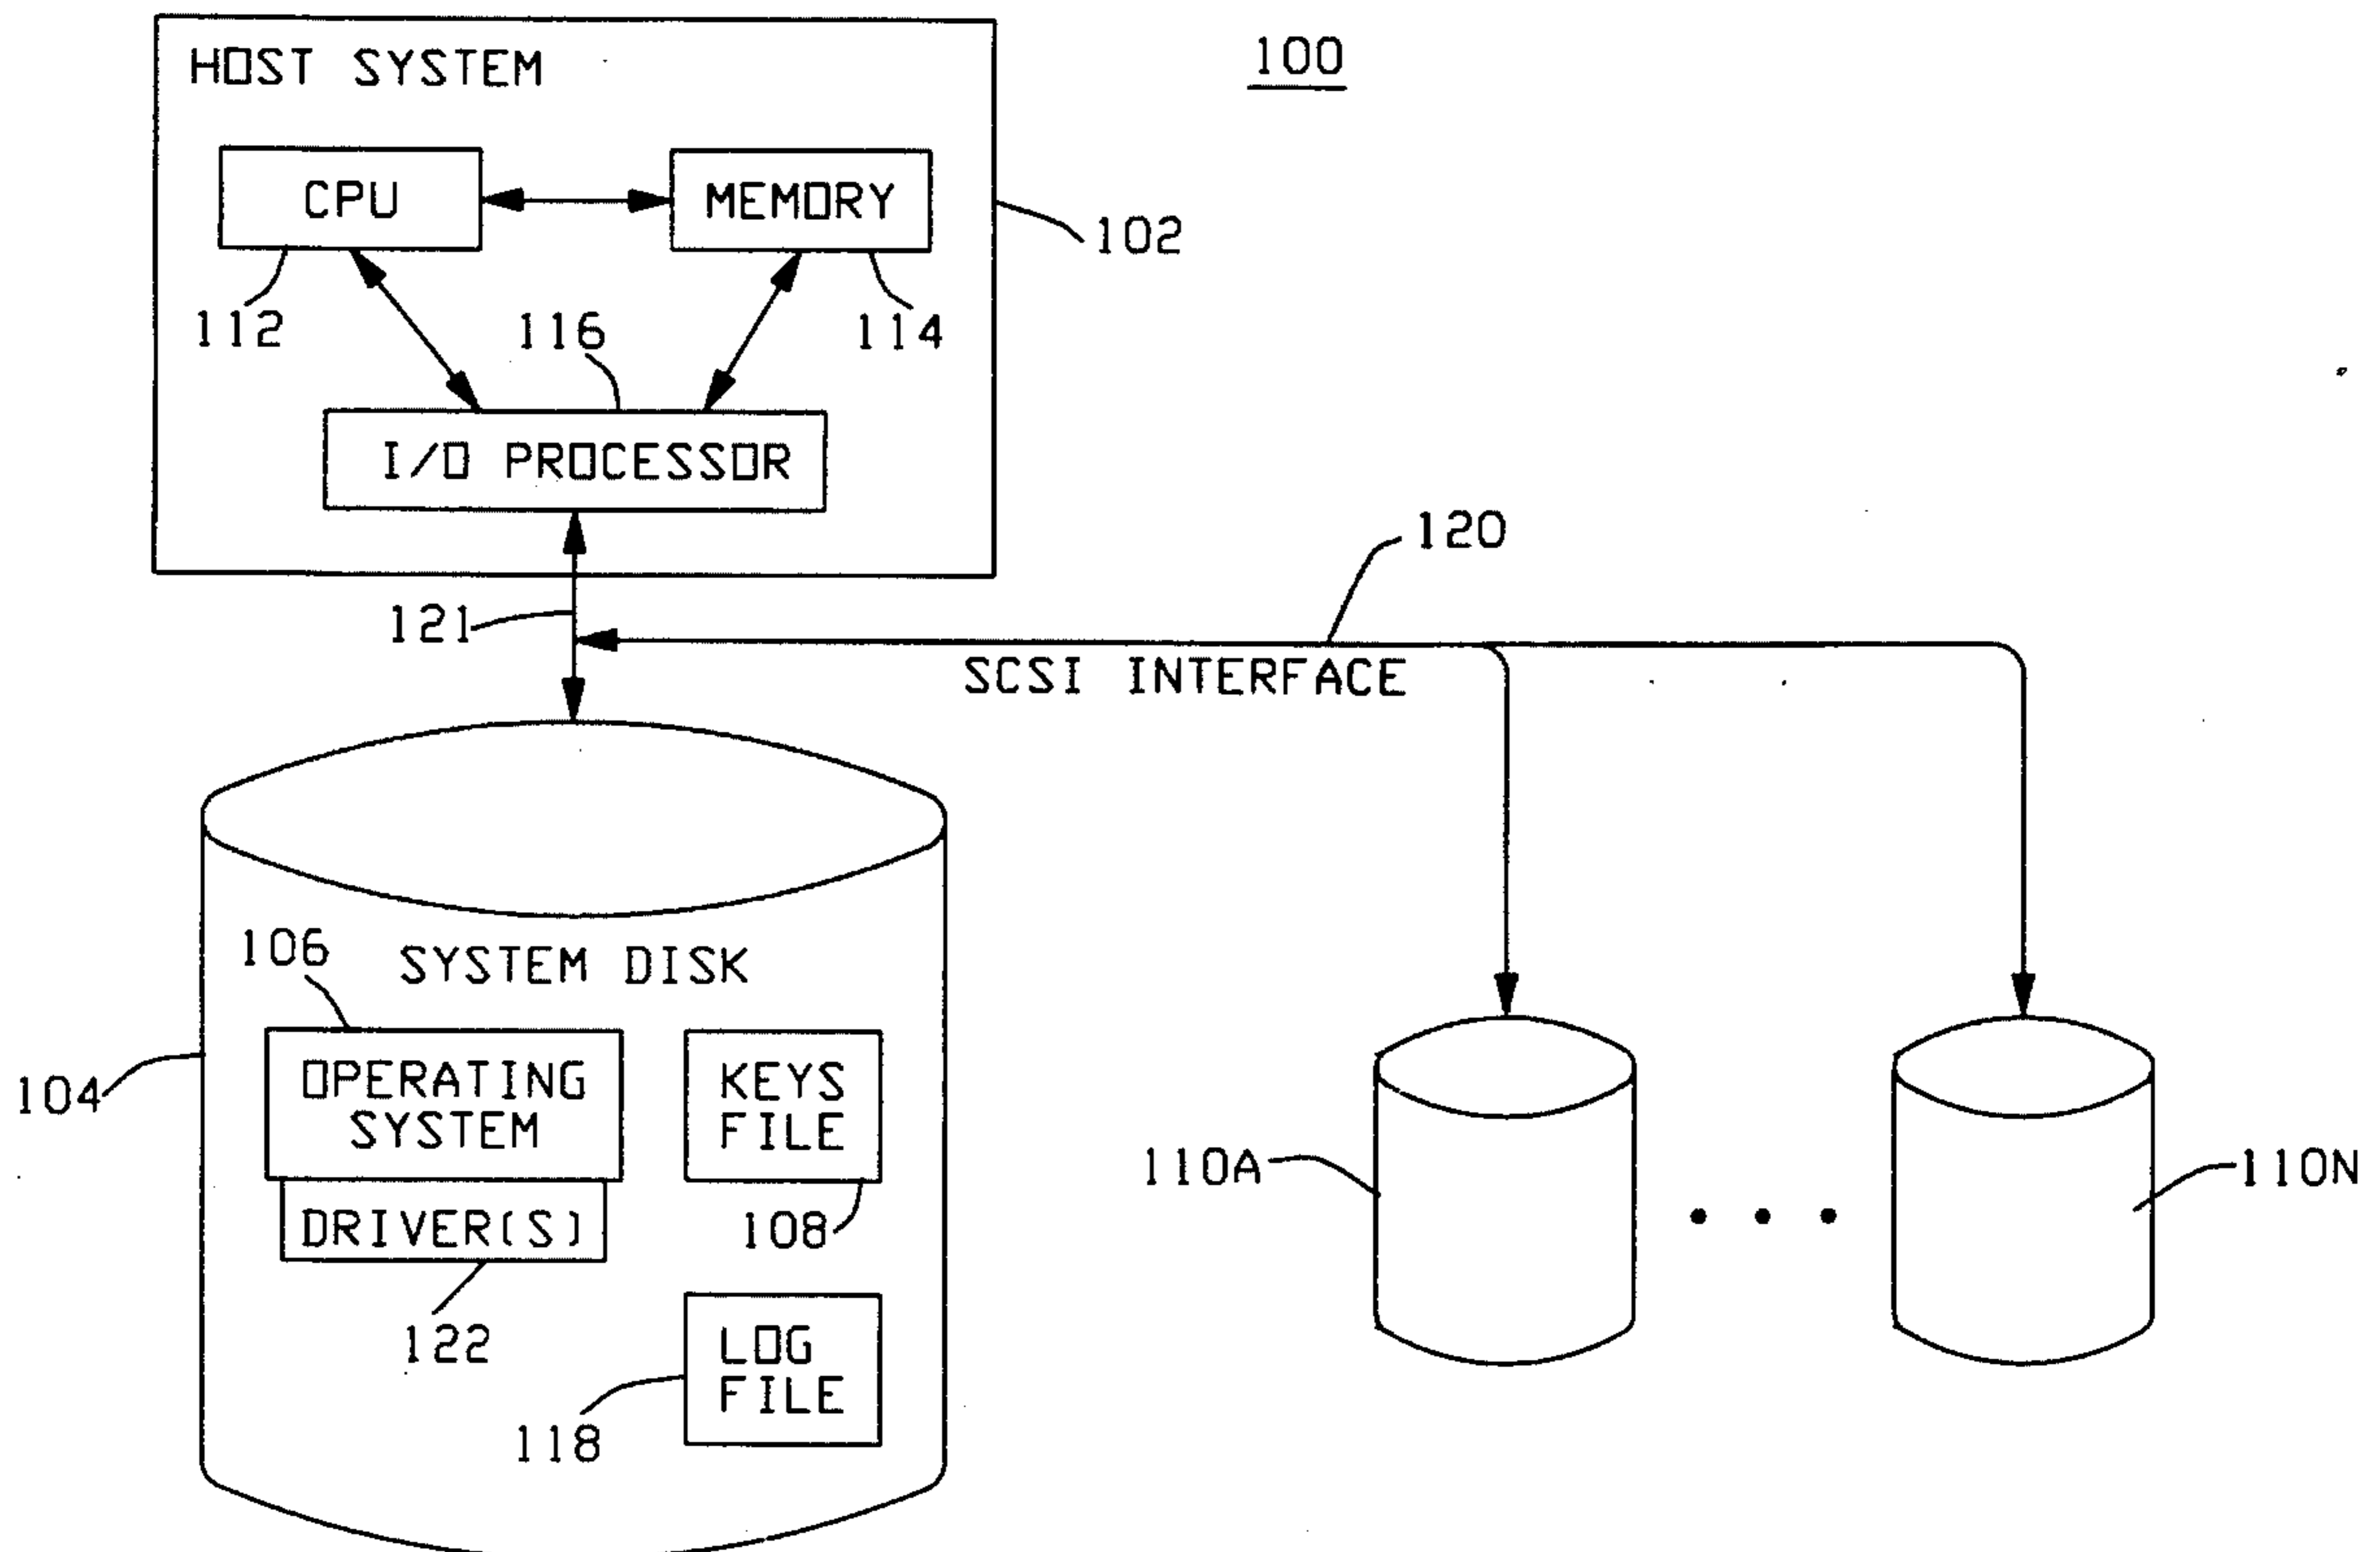 HOST SYSTEM
100
CPU
MEMORY
102
112
116
114
I/O PROCESSOR
120
121
SCSI INTERFACE
106
SYSTEM DISK
104
OPERATING
SYSTEM
KEYS
FILE
110A
110N
DRIVER(S)
108
122
LOG
FILE
118